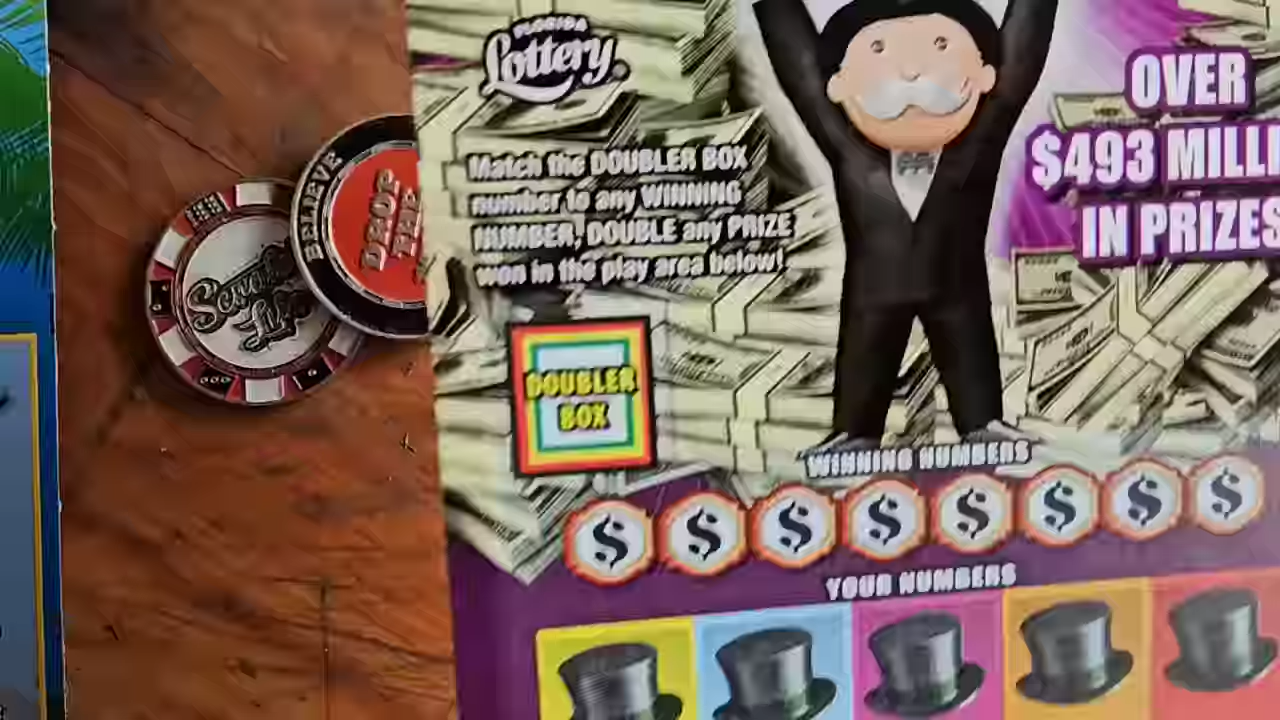 FLORIDA
Lottery
OVER
$493 MILLI
IN PRIZES
Match the DOUBLER BOX
number to any WINNING
NUMBER, DOUBLE any PRIZE
won in the play area below!
BELIEVE
DROP
THE
DOUBLER
BOX
WINNING NUMBERS
$ $ $ $ $ $ $ $
YOUR NUMBERS